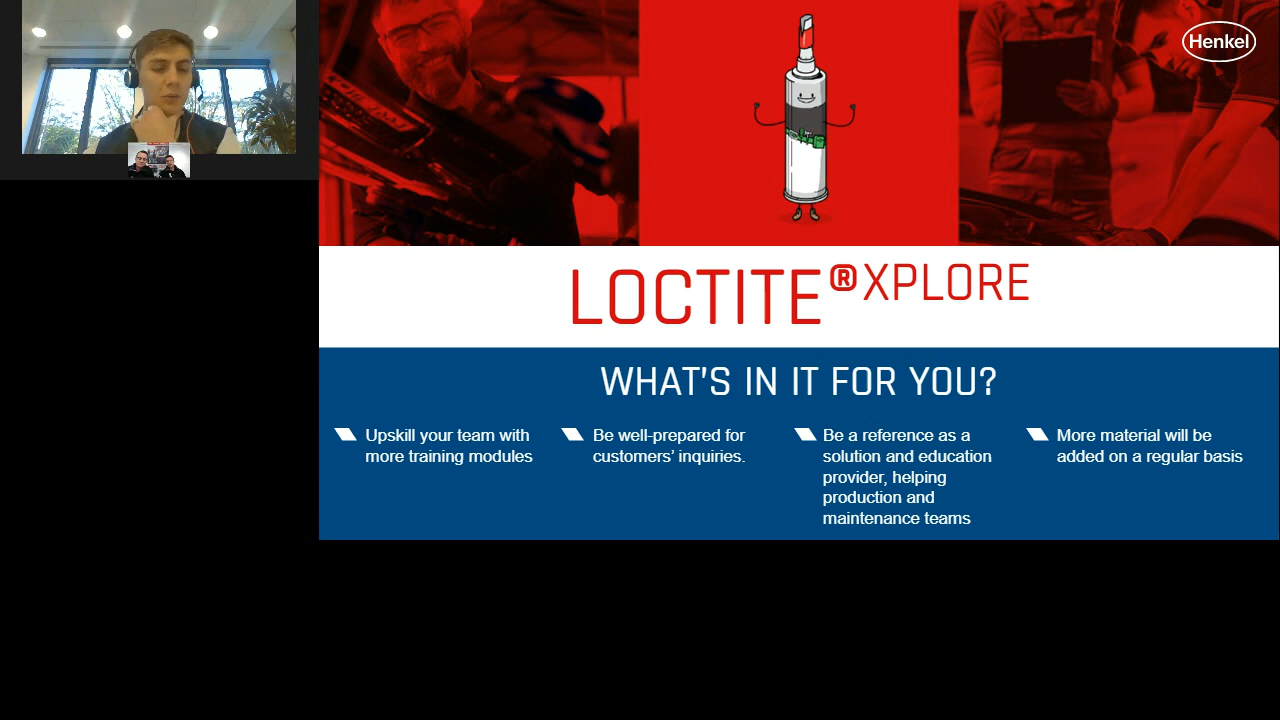 Henkel
LOCTITE®XPLORE
WHAT'S IN IT FOR YOU?
Upskill your team with
more training modules
Be well-prepared for
customers' inquiries.
Be a reference as a
solution and education
provider, helping
production and
maintenance teams
More material will be
added on a regular basis